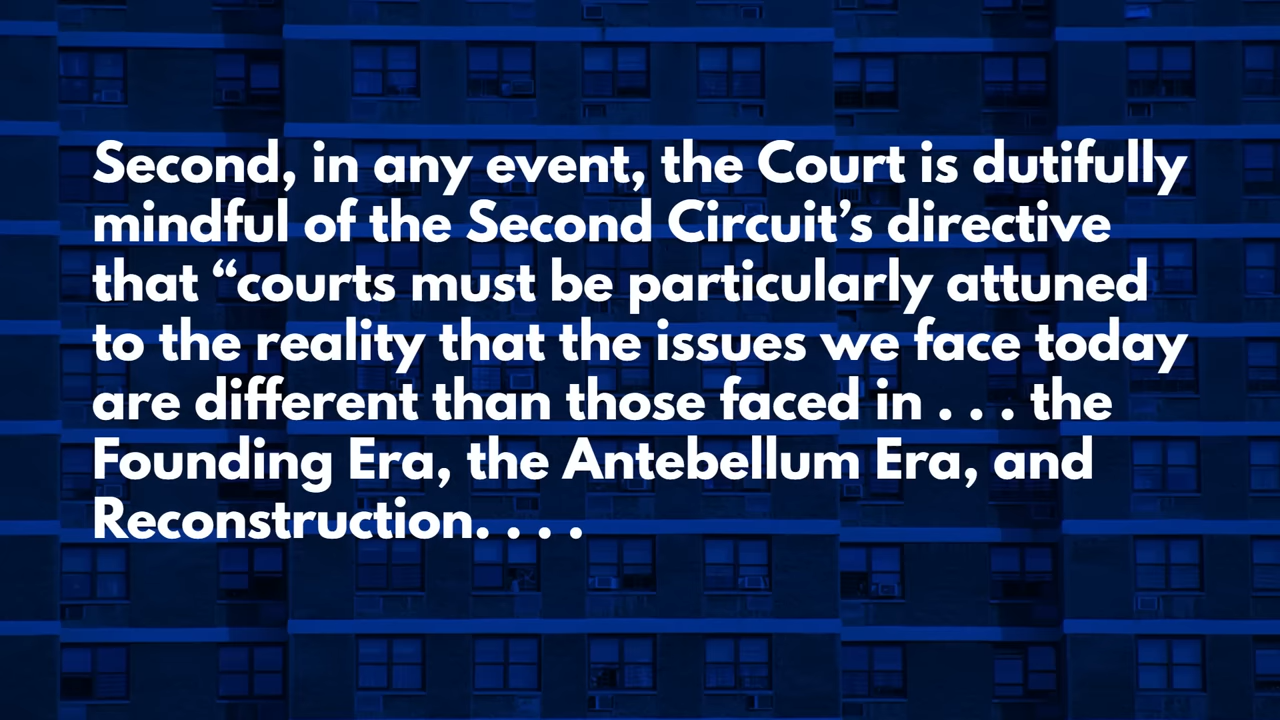 Second, in any event, the Court is dutifully
mindful of the Second Circuit’s directive
that “courts must be particularly attuned
to the reality that the issues we face today
are different than those faced in . . . the
Founding Era, the Antebellum Era, and
Reconstruction. . . .